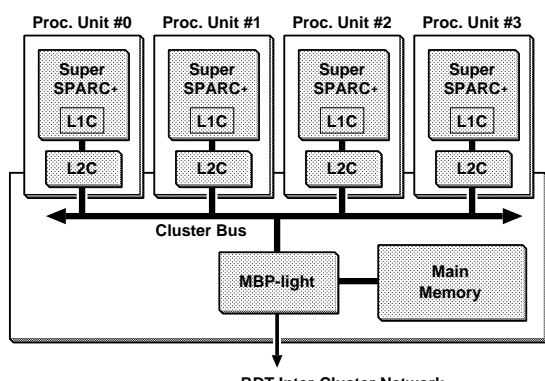 Proc. Unit #0 Proc. Unit #1 Proc. Unit #2 Proc. Unit #3
Super Super Super Super
SPARC+ SPARC+ SPARC+ SPARC+
L1C L1C L1C L1C
L2C L2C L2C L2C
Cluster Bus
MBP-light
Main
Memory
RDT Inter Cluster Network